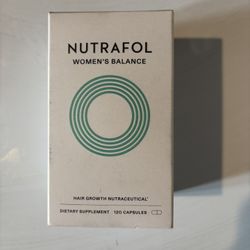 NUTRAFOL
WOMEN'S BALANCE
HAIR GROWTH NUTRACEUTICAL*
DIETARY SUPPLEMENT · 120 CAPSULES